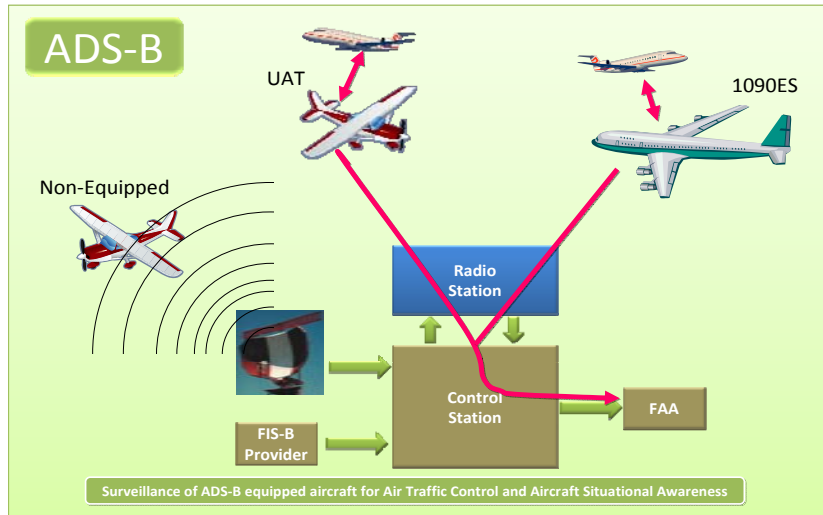 ADS-B
UAT
1090ES
Non-Equipped
Radio
Station
Control
Station
FAA
FIS-B
Provider
Surveillance of ADS-B equipped aircraft for Air Traffic Control and Aircraft Situational Awareness